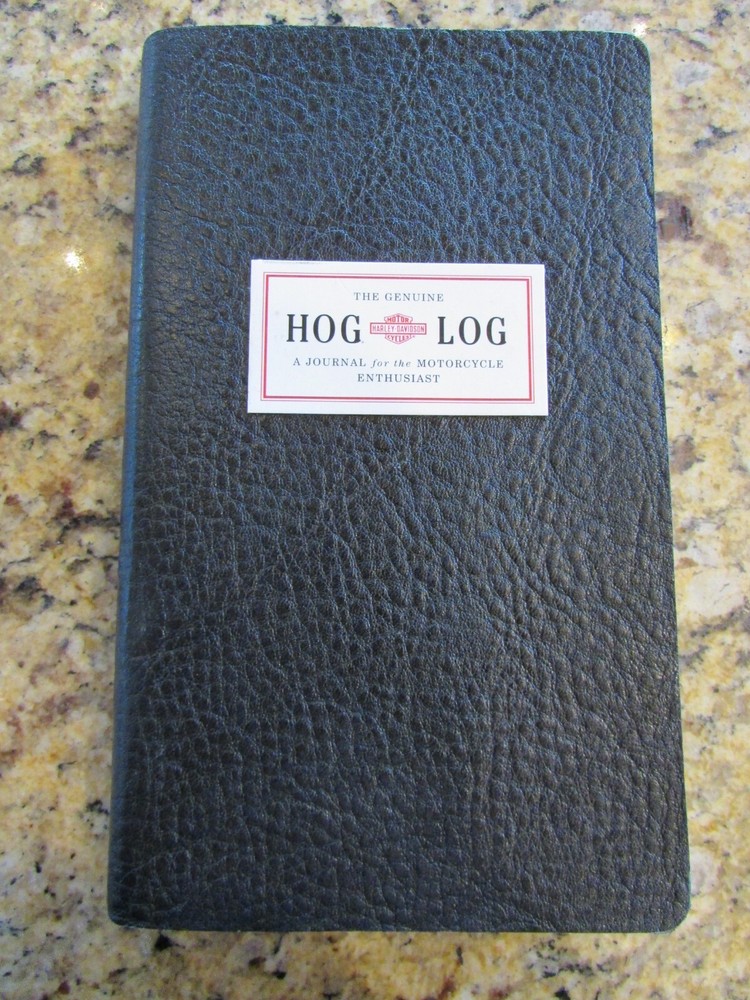 THE GENUINE
HOG MOTOR HARLEY-DAVIDSON CYCLES LOG
A JOURNAL for the MOTORCYCLE
ENTHUSIAST